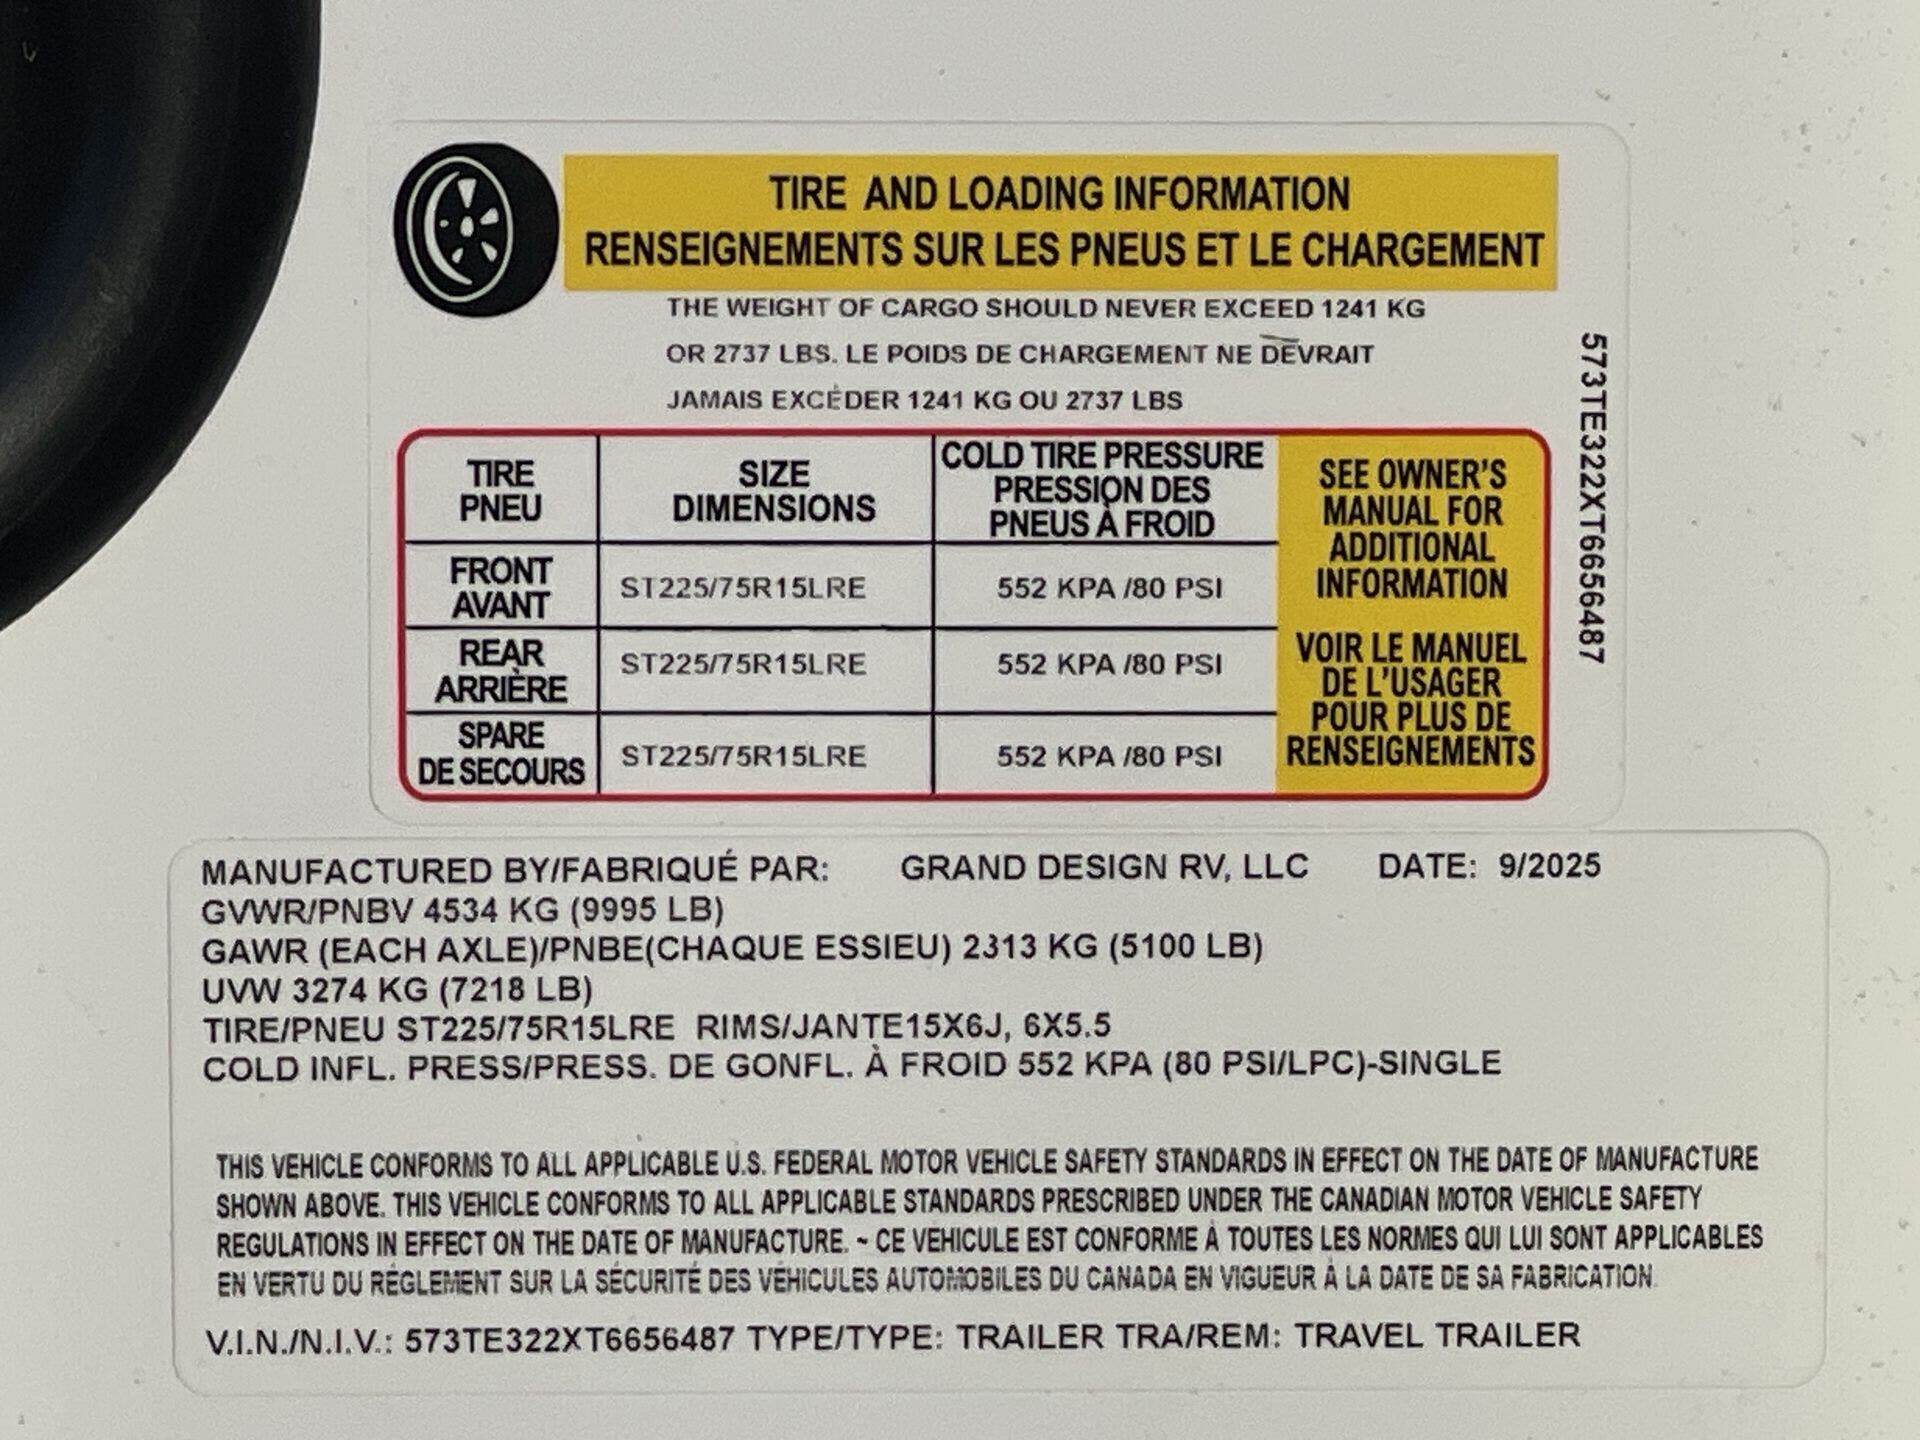 TIRE AND LOADING INFORMATION
RENSEIGNEMENTS SUR LES PNEUS ET LE CHARGEMENT
THE WEIGHT OF CARGO SHOULD NEVER EXCEED 1241 KG
OR 2737 LBS. LE POIDS DE CHARGEMENT NE DEVRAIT
JAMAIS EXCÉDER 1241 KG OU 2737 LBS
TIRE
PNEU
SIZE
DIMENSIONS
COLD TIRE PRESSURE
PRESSION DES
PNEUS À FROID
FRONT
AVANT
ST225/75R15LRE
552 KPA /80 PSI
REAR
ARRIÈRE
ST225/75R15LRE
552 KPA /80 PSI
SPARE
DE SECOURS
ST225/75R15LRE
552 KPA /80 PSI
SEE OWNER'S
MANUAL FOR
ADDITIONAL
INFORMATION
VOIR LE MANUEL
DE L'USAGER
POUR PLUS DE
RENSEIGNEMENTS
573TE322XT6656487
MANUFACTURED BY/FABRIQUÉ PAR: GRAND DESIGN RV, LLC DATE: 9/2025
GVWR/PNBV 4534 KG (9995 LB)
GAWR (EACH AXLE)/PNBE(CHAQUE ESSIEU) 2313 KG (5100 LB)
UVW 3274 KG (7218 LB)
TIRE/PNEU ST225/75R15LRE RIMS/JANTE15X6J, 6X5.5
COLD INFL. PRESS/PRESS. DE GONFL. À FROID 552 KPA (80 PSI/LPC)-SINGLE
THIS VEHICLE CONFORMS TO ALL APPLICABLE U.S. FEDERAL MOTOR VEHICLE SAFETY STANDARDS IN EFFECT ON THE DATE OF MANUFACTURE
SHOWN ABOVE. THIS VEHICLE CONFORMS TO ALL APPLICABLE STANDARDS PRESCRIBED UNDER THE CANADIAN MOTOR VEHICLE SAFETY
REGULATIONS IN EFFECT ON THE DATE OF MANUFACTURE. ~ CE VEHICULE EST CONFORME À TOUTES LES NORMES QUI LUI SONT APPLICABLES
EN VERTU DU RÉGLEMENT SUR LA SÉCURITÉ DES VÉHICULES AUTOMOBILES DU CANADA EN VIGUEUR À LA DATE DE SA FABRICATION.
V.I.N./N.I.V.: 573TE322XT6656487 TYPE/TYPE: TRAILER TRA/REM: TRAVEL TRAILER